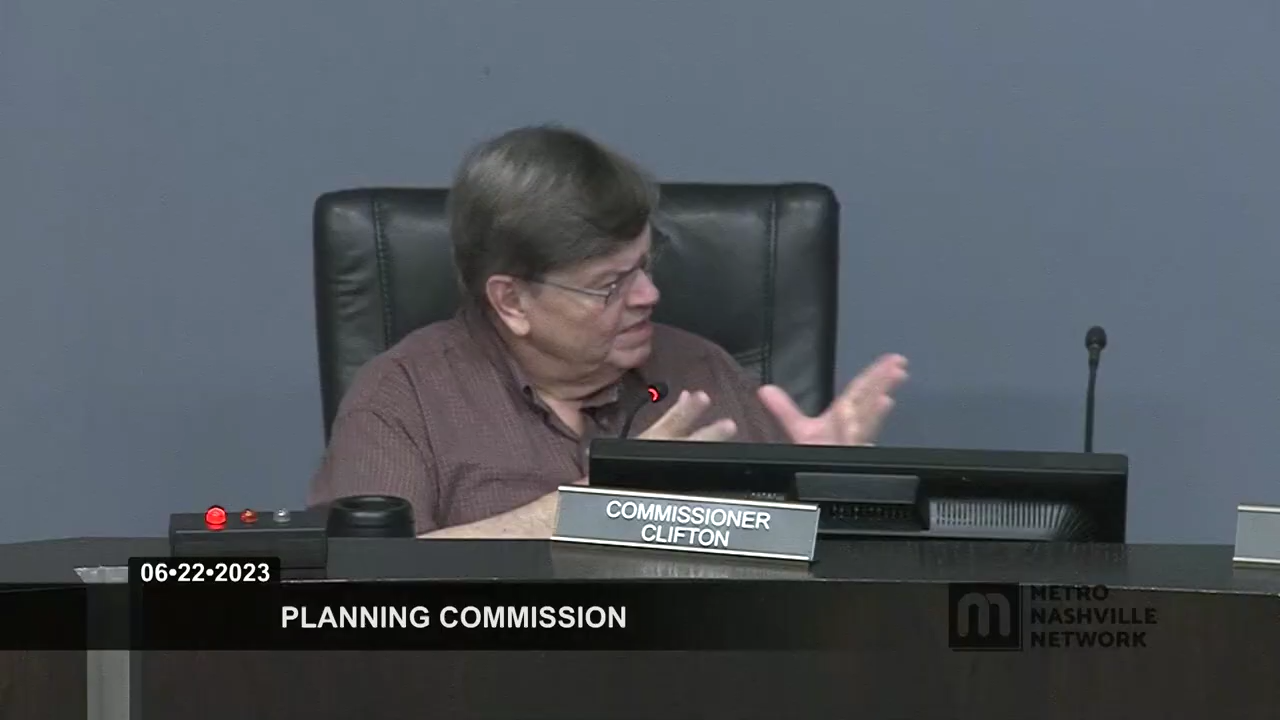 COMMISSIONER
CLIFTON
06•22•2023
PLANNING COMMISSION
METRO
NASHVILLE
NETWORK